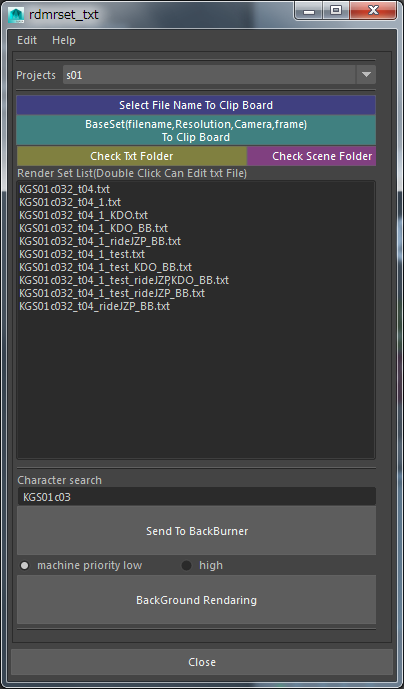 rdmrset_txt
Edit Help
Projects s01
Select File Name To Clip Board
BaseSet(filename,Resolution,Camera,frame)
To Clip Board
Check Txt Folder Check Scene Folder
Render Set List(Double Click Can Edit txt File)
KGS01c032_t04.txt
KGS01c032_t04_1.txt
KGS01c032_t04_1_KDO.txt
KGS01c032_t04_1_KDO_BB.txt
KGS01c032_t04_1_rideJZP_BB.txt
KGS01c032_t04_1_test.txt
KGS01c032_t04_1_test_KDO_BB.txt
KGS01c032_t04_1_test_rideJZP,KDO_BB.txt
KGS01c032_t04_1_test_rideJZP_BB.txt
KGS01c032_t04_rideJZP_BB.txt
Character search
KGS01c03
Send To BackBurner
machine priority low high
BackGround Rendaring
Close